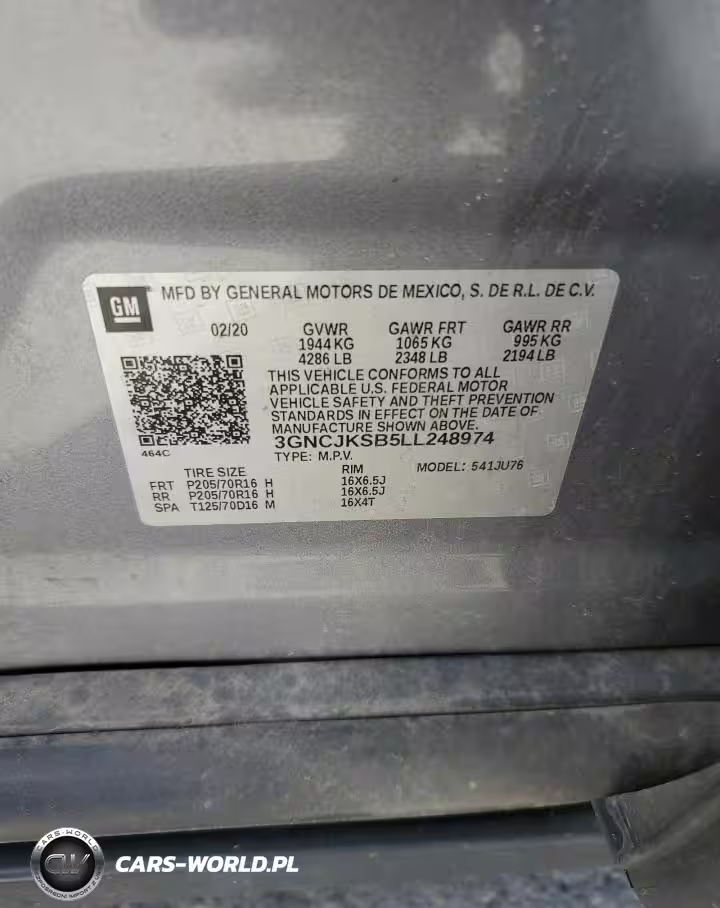 GM
MFD BY GENERAL MOTORS DE MEXICO, S. DE R.L. DE C.V.
02/20 GVWR GAWR FRT GAWR RR
1944 KG 1065 KG 995 KG
4286 LB 2348 LB 2194 LB
THIS VEHICLE CONFORMS TO ALL
APPLICABLE U.S. FEDERAL MOTOR
VEHICLE SAFETY AND THEFT PREVENTION
STANDARDS IN EFFECT ON THE DATE OF
MANUFACTURE SHOWN ABOVE.
3GNCJKSB5LL248974
464C
TYPE: M.P.V. MODEL: 541JU76
TIRE SIZE RIM
FRT P205/70R16 H 16X6.5J
RR P205/70R16 H 16X6.5J
SPA T125/70D16 M 16X4T
CARS-WORLD
CW
CARS-WORLD.PL